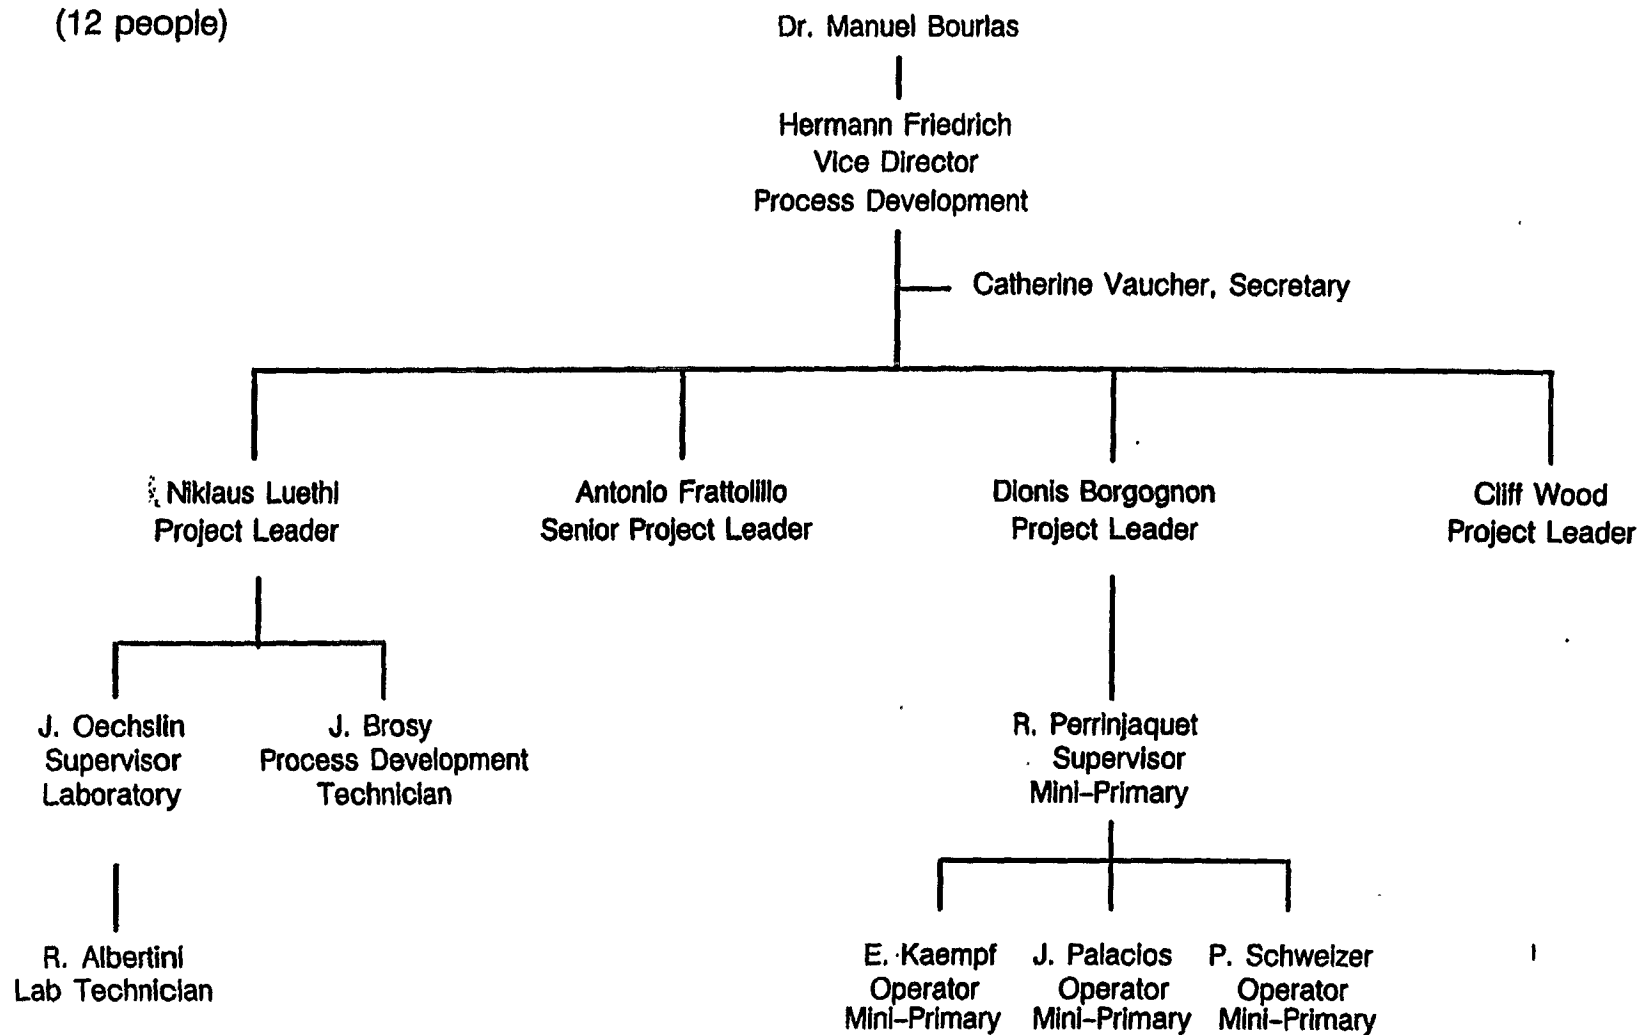 (12 people)
Dr. Manuel Bourlas
Hermann Friedrich
Vice Director
Process Development
Catherine Vaucher, Secretary
Niklaus Luethi
Project Leader
Antonio Frattolillo
Senior Project Leader
Dionis Borgognon
Project Leader
Cliff Wood
Project Leader
J. Oechslin
Supervisor
Laboratory
J. Brosy
Process Development
Technician
R. Perrinjaquet
Supervisor
Mini-Primary
R. Albertini
Lab Technician
E. Kaempf
Operator
Mini-Primary
J. Palacios
Operator
Mini-Primary
P. Schweizer
Operator
Mini-Primary